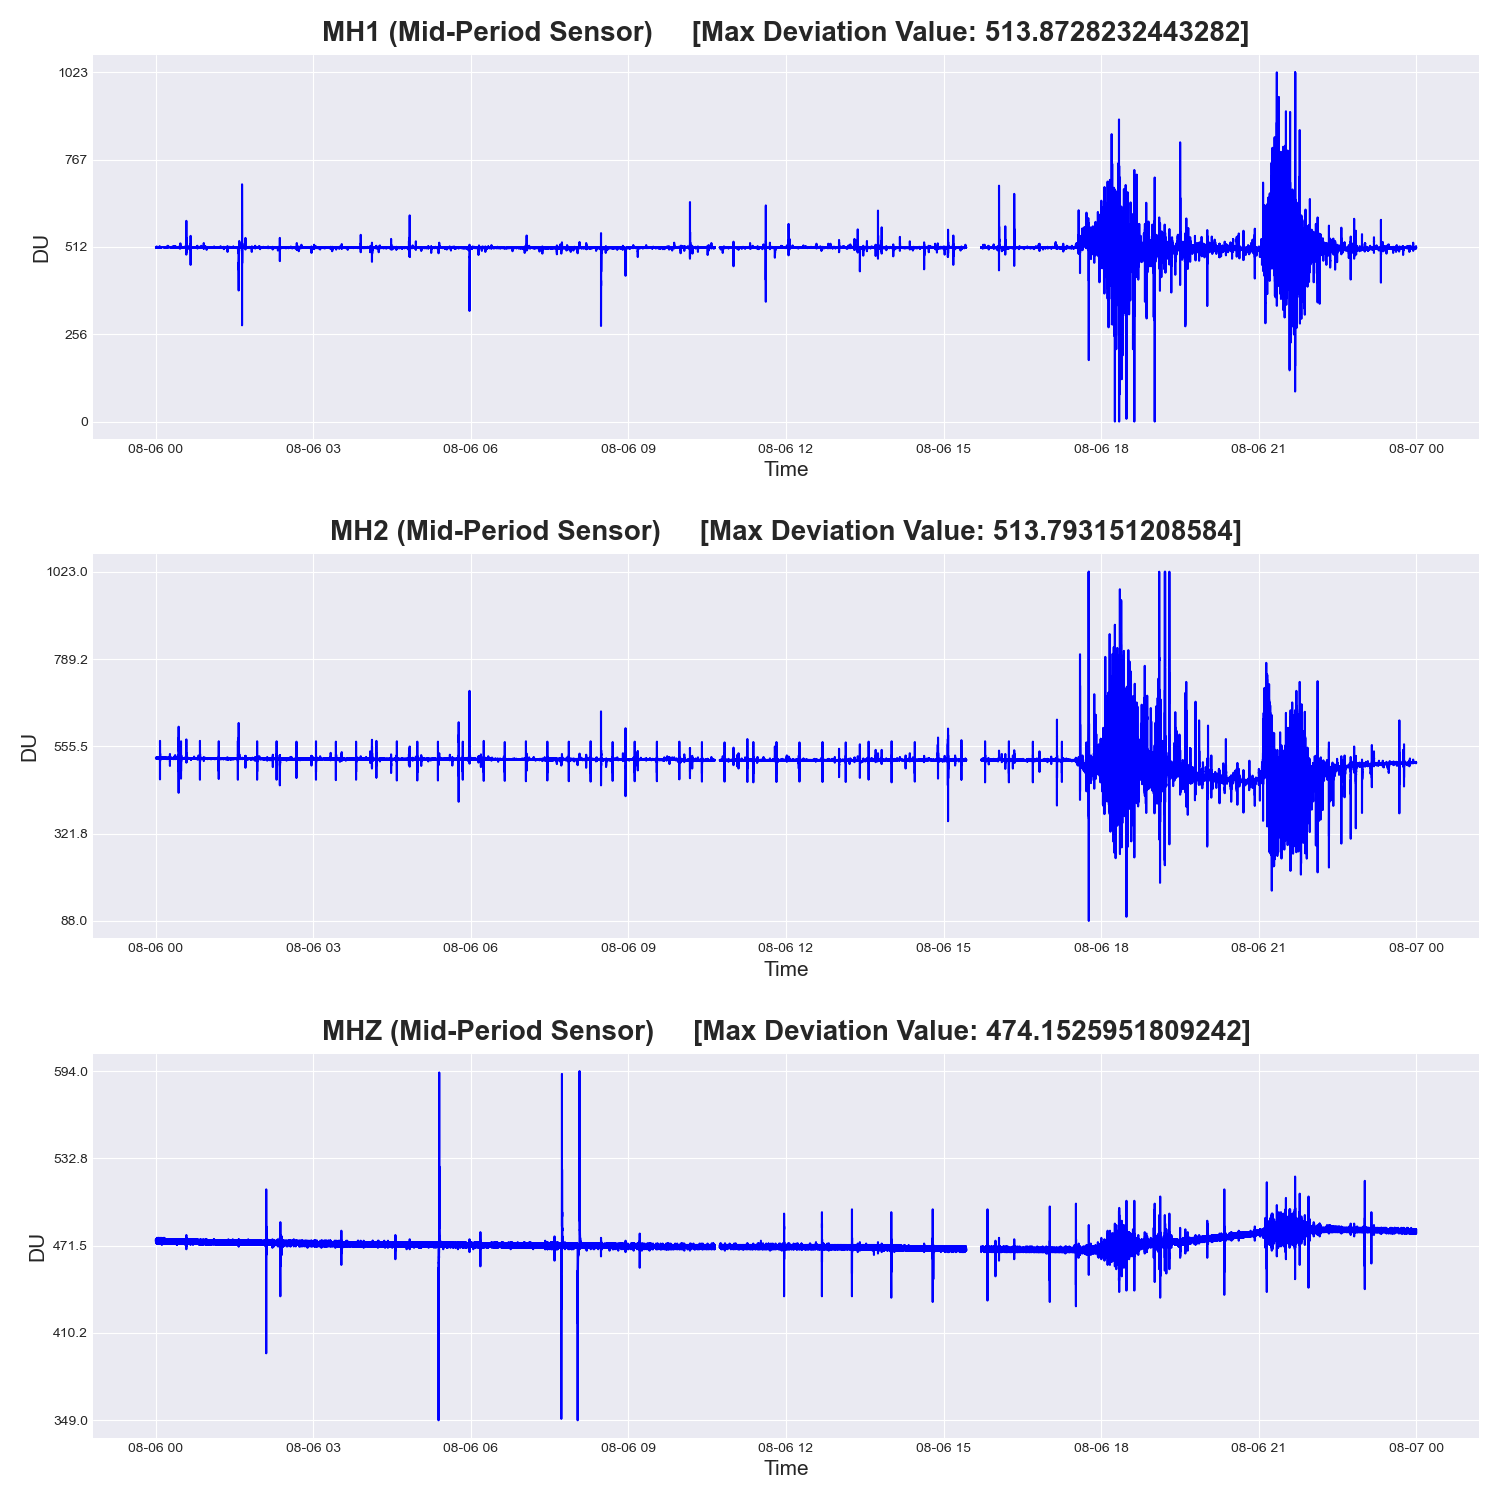 MH1 (Mid-Period Sensor) [Max Deviation Value: 513.8728232443282]
1023
767
512
256
0
DU
08-06 00 08-06 03 08-06 06 08-06 09 08-06 12 08-06 15 08-06 18 08-06 21 08-07 00
Time
MH2 (Mid-Period Sensor) [Max Deviation Value: 513.793151208584]
1023.0
789.2
555.5
321.8
88.0
DU
08-06 00 08-06 03 08-06 06 08-06 09 08-06 12 08-06 15 08-06 18 08-06 21 08-07 00
Time
MHZ (Mid-Period Sensor) [Max Deviation Value: 474.1525951809242]
594.0
532.8
471.5
410.2
349.0
DU
08-06 00 08-06 03 08-06 06 08-06 09 08-06 12 08-06 15 08-06 18 08-06 21 08-07 00
Time